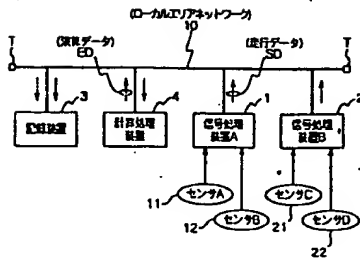 (ローカルエリアネットワーク)
10
T
T
(演算データ)
ED
(走行データ)
SD
3
4
1
2
記録装置
計算処理
装置
信号処理
装置A
信号処理
装置B
センサA
センサB
センサC
センサD
11
12
21
22